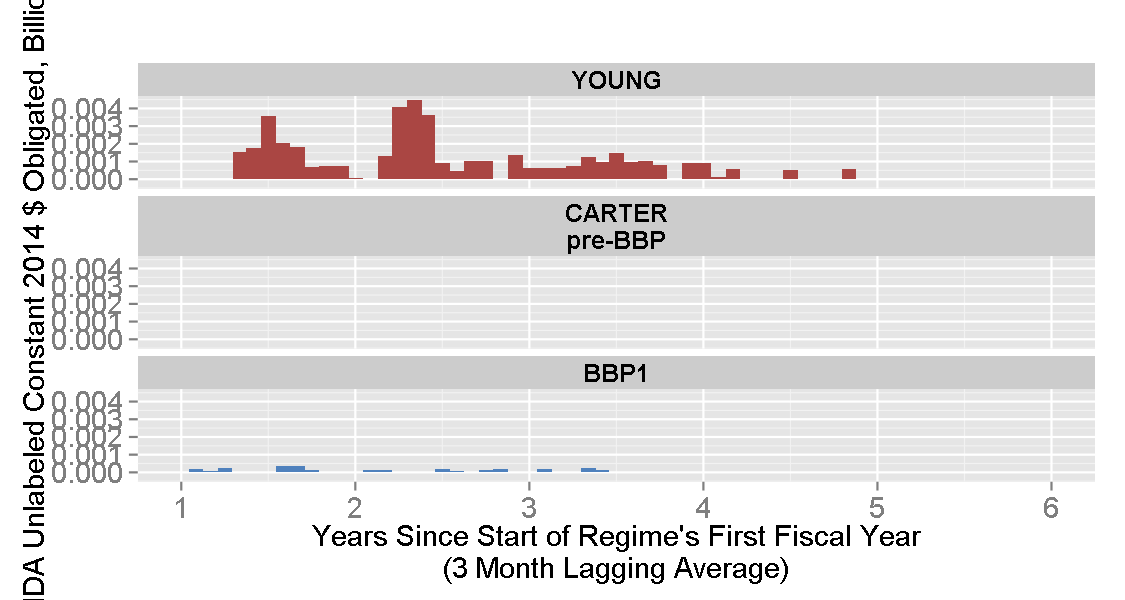 IDA Unlabeled Constant 2014 $ Obligated, Billio
YOUNG
0.004
0.003
0.002
0.001
0.000
CARTER
pre-BBP
0.004
0.003
0.002
0.001
0.000
BBP1
0.004
0.003
0.002
0.001
0.000
1 2 3 4 5 6
Years Since Start of Regime's First Fiscal Year
(3 Month Lagging Average)